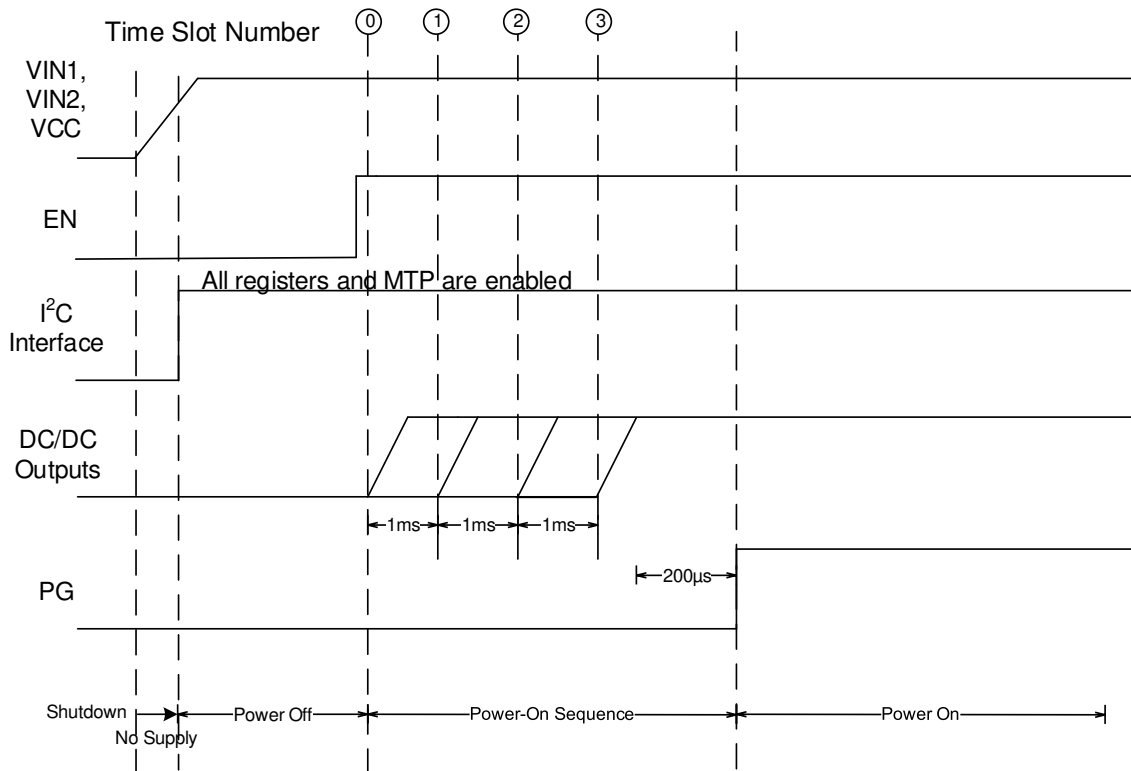 Time Slot Number
0
1
2
3
VIN1,
VIN2,
VCC
EN
All registers and MTP are enabled
I²C
Interface
DC/DC
Outputs
1ms
1ms
1ms
200µs
PG
Shutdown
No Supply
Power Off
Power-On Sequence
Power On